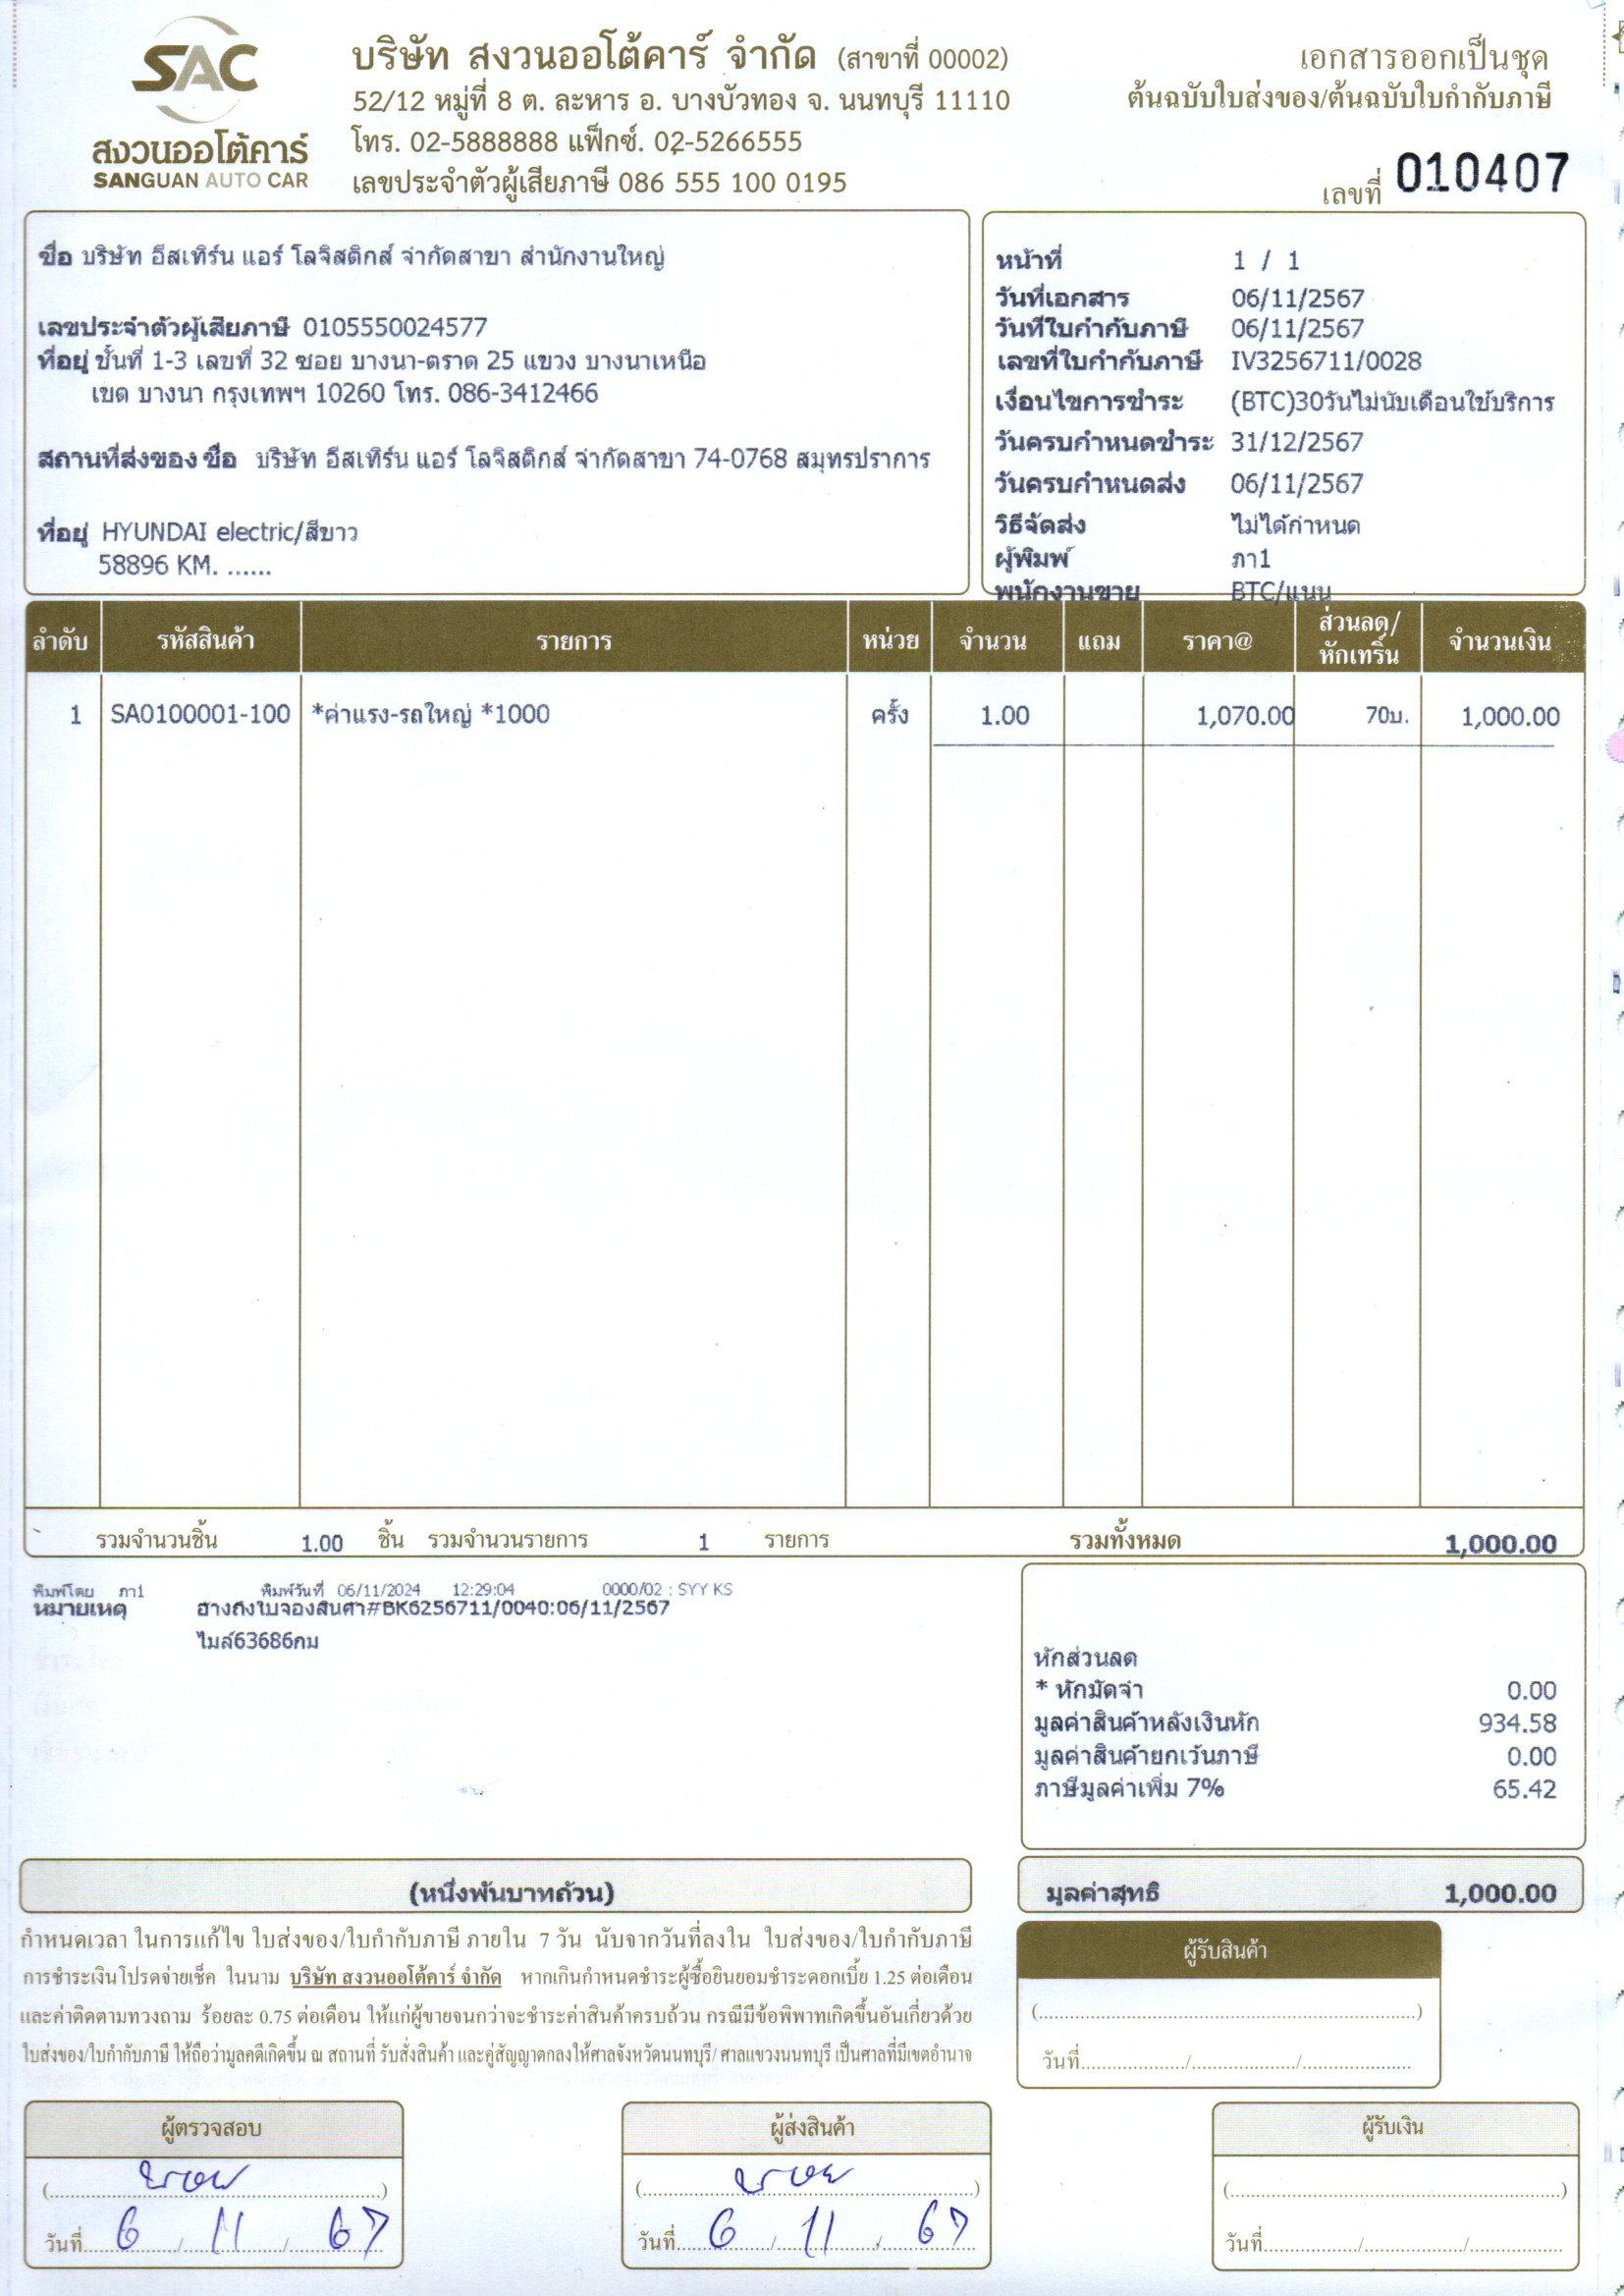 SAC
สงวนออโต้คาร์
SANGUAN AUTO CAR
บริษัท สงวนออโต้คาร์ จำกัด (สาขาที่ 00002)
52/12 หมู่ที่ 8 ต. ละหาร อ. บางบัวทอง จ. นนทบุรี 11110
โทร. 02-5888888 แฟ็กซ์. 02-5266555
เลขประจำตัวผู้เสียภาษี 086 555 100 0195
เอกสารออกเป็นชุด
ต้นฉบับใบส่งของ/ต้นฉบับใบกำกับภาษี
เลขที่ 010407
ชื่อ บริษัท อีสเทิร์น แอร์ โลจิสติกส์ จำกัดสาขา สำนักงานใหญ่
เลขประจำตัวผู้เสียภาษี 0105550024577
ที่อยู่ ชั้นที่ 1-3 เลขที่ 32 ซอย บางนา-ตราด 25 แขวง บางนาเหนือ
เขต บางนา กรุงเทพฯ 10260 โทร. 086-3412466
สถานที่ส่งของ ชื่อ บริษัท อีสเทิร์น แอร์ โลจิสติกส์ จำกัดสาขา 74-0768 สมุทรปราการ
ที่อยู่ HYUNDAI electric/สีขาว
58896 KM. ......
หน้าที่ 1 / 1
วันที่เอกสาร 06/11/2567
วันที่ใบกำกับภาษี 06/11/2567
เลขที่ใบกำกับภาษี IV3256711/0028
เงื่อนไขการชำระ (BTC)30วันไม่นับเดือนใช้บริการ
วันครบกำหนดชำระ 31/12/2567
วันครบกำหนดส่ง 06/11/2567
วิธีจัดส่ง ไม่ได้กำหนด
ผู้พิมพ์ ภา1
พนักงานขาย BTC/แนน
ลำดับ รหัสสินค้า รายการ หน่วย จำนวน แถม ราคา@ ส่วนลด/หักเทริ์น จำนวนเงิน
1 SA0100001-100 *ค่าแรง-รถใหญ่ *1000 ครั้ง 1.00 1,070.00 70บ. 1,000.00
รวมจำนวนชิ้น 1.00 ชิ้น รวมจำนวนรายการ 1 รายการ รวมทั้งหมด 1,000.00
พิมพ์โดย ภา1 พิมพ์วันที่ 06/11/2024 12:29:04 0000/02 : SYY KS
หมายเหตุ อ้างถึงใบจองสินค้า#BK6256711/0040:06/11/2567
ไมล์63686กม
หักส่วนลด
* หักมัดจำ 0.00
มูลค่าสินค้าหลังเงินหัก 934.58
มูลค่าสินค้ายกเว้นภาษี 0.00
ภาษีมูลค่าเพิ่ม 7% 65.42
(หนึ่งพันบาทถ้วน)
มูลค่าสุทธิ 1,000.00
กำหนดเวลา ในการแก้ไข ใบส่งของ/ใบกำกับภาษี ภายใน 7 วัน นับจากวันที่ลงใน ใบส่งของ/ใบกำกับภาษี
การชำระเงินโปรดจ่ายเช็ค ในนาม บริษัท สงวนออโต้คาร์ จำกัด หากเกินกำหนดชำระผู้ซื้อยินยอมชำระดอกเบี้ย 1.25 ต่อเดือน
และค่าติดตามทวงถาม ร้อยละ 0.75 ต่อเดือน ให้แก่ผู้ขายจนกว่าจะชำระค่าสินค้าครบถ้วน กรณีมีข้อพิพาทเกิดขึ้นอันเกี่ยวด้วย
ใบส่งของ/ใบกำกับภาษี ให้ถือว่ามูลคดีเกิดขึ้น ณ สถานที่ รับสั่งสินค้า และคู่สัญญาตกลงให้ศาลจังหวัดนนทบุรี/ ศาลแขวงนนทบุรี เป็นศาลที่มีเขตอำนาจ
ผู้รับสินค้า
(........................)
วันที่............/............/............
ผู้ตรวจสอบ
วันที่ 6 / 11 / 67
ผู้ส่งสินค้า
วันที่ 6 / 11 / 67
ผู้รับเงิน
(........................)
วันที่............/............/............